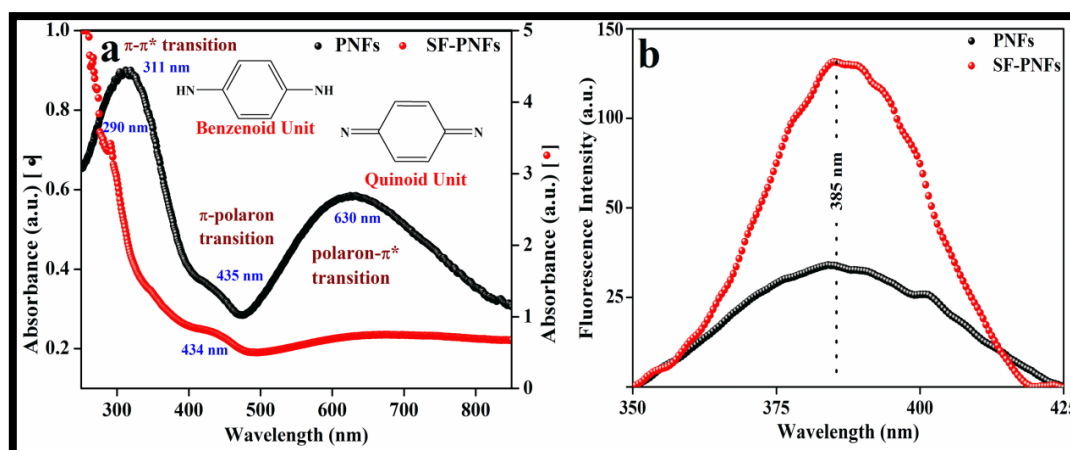 a
π-π* transition
311 nm
290 nm
PNFs
SF-PNFs
HN
NH
Benzenoid Unit
N
N
Quinoid Unit
π-polaron
transition
435 nm
630 nm
polaron-π*
transition
434 nm
1.0
0.8
0.6
0.4
0.2
5
4
3
2
1
0
300 400 500 600 700 800
Wavelength (nm)
Absorbance (a.u.) [●]
Absorbance (a.u.) [●]
b
PNFs
SF-PNFs
385 nm
150
100
50
25
350 375 400 425
Wavelength (nm)
Fluorescence Intensity (a.u.)